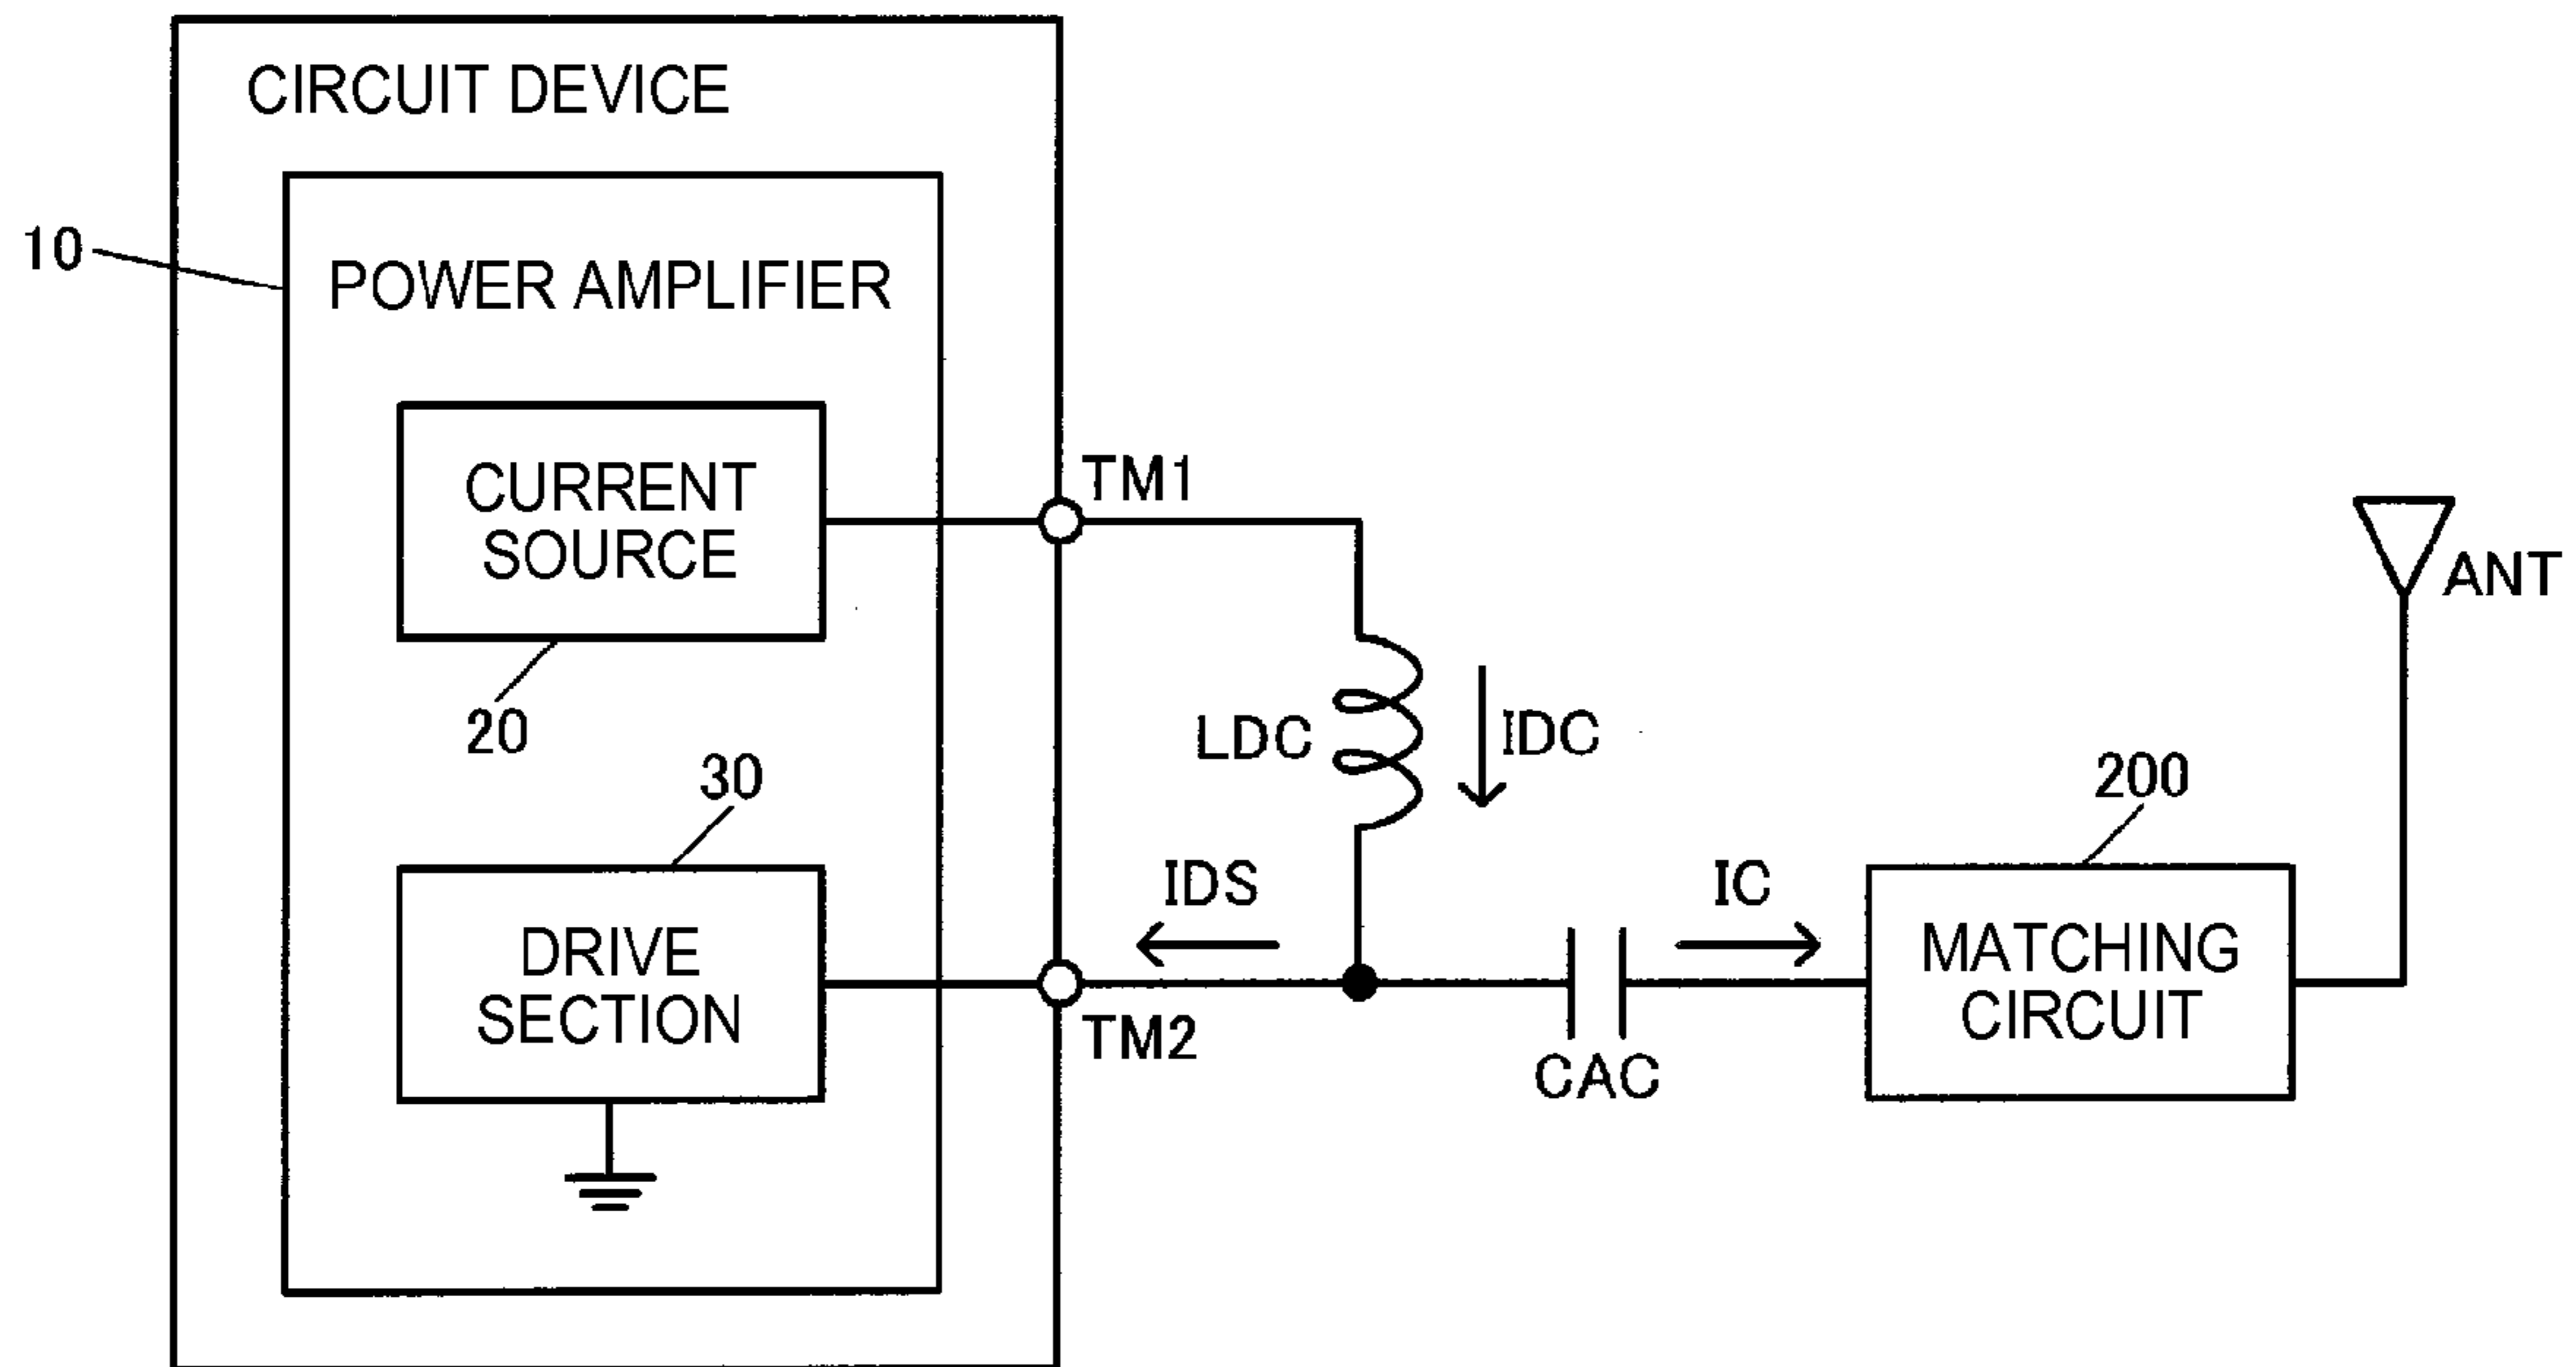 CIRCUIT DEVICE
10
POWER AMPLIFIER
CURRENT
SOURCE
20
TM1
ANT
LDC
IDC
30
200
DRIVE
SECTION
IDS
IC
TM2
CAC
MATCHING
CIRCUIT